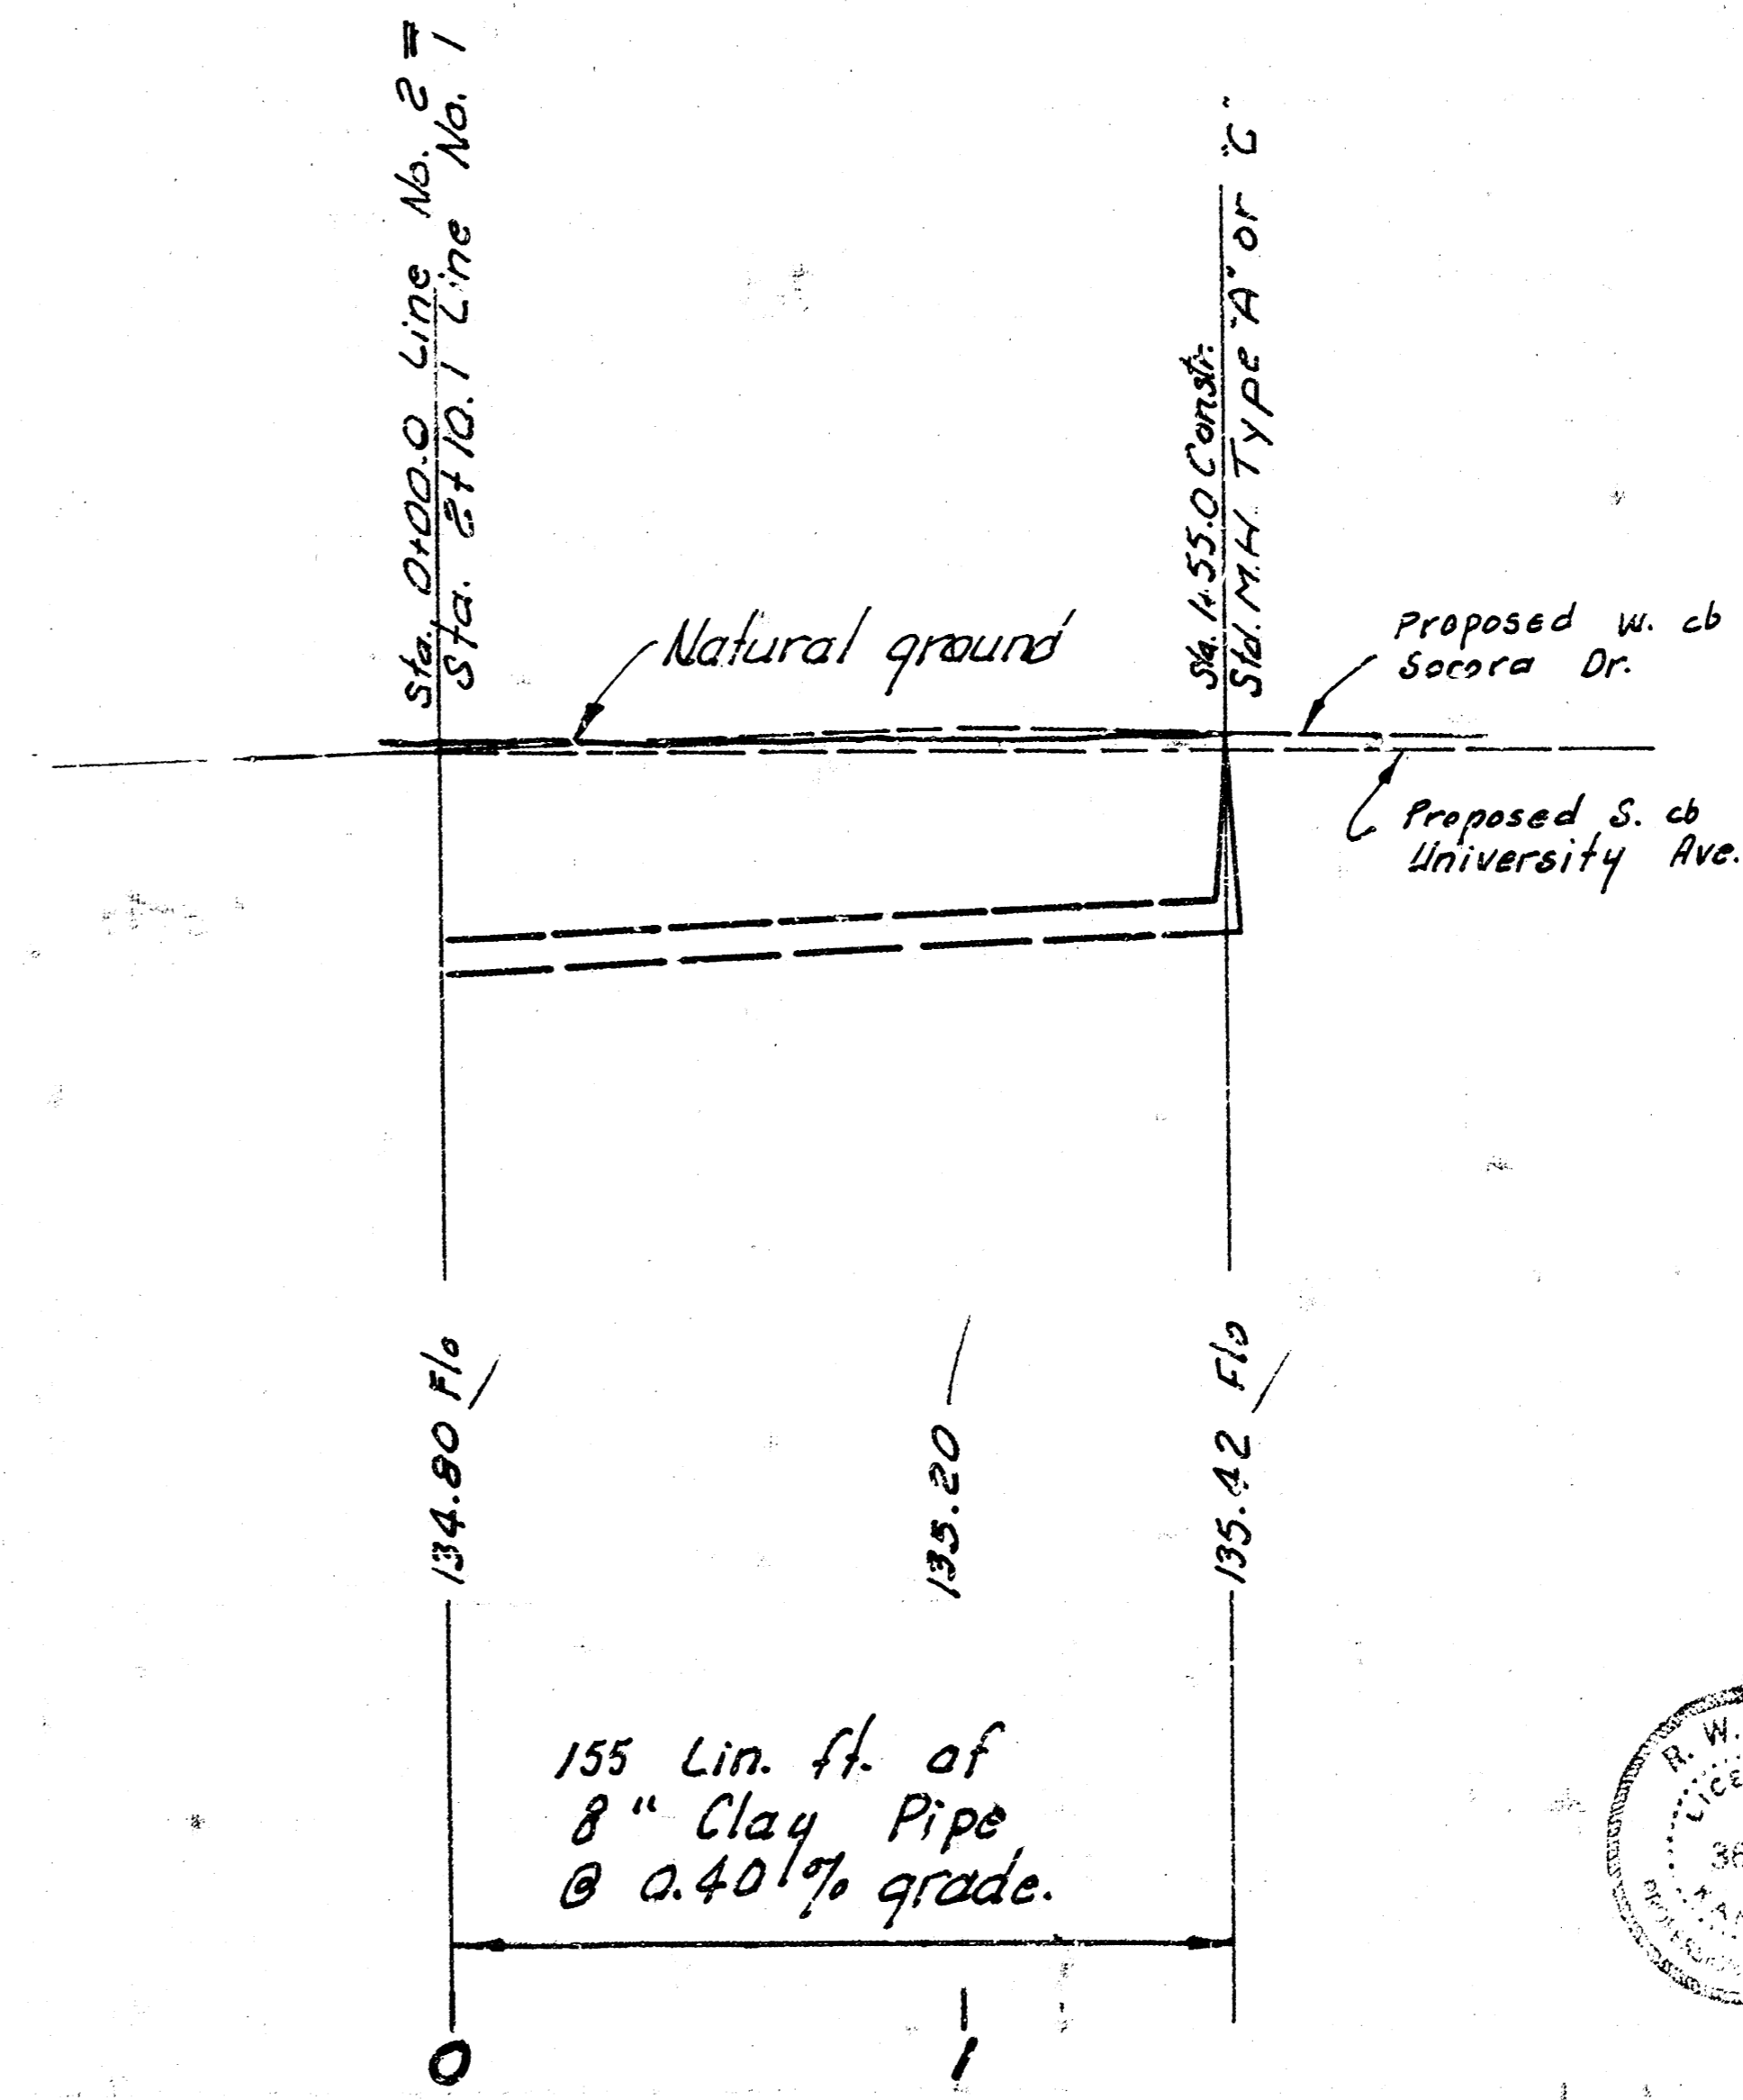 Sta. 0+00.0 Line No. 2 =
Sta. 2+10.1 Line No. 1
Sta. 1+55.0 Constr.
Std. M.H. Type "A" or "C"
Natural ground
Proposed W. cb
Socora Dr.
Proposed S. cb
University Ave.
134.80 Flo
135.20
135.42 Flo
155 Lin. ft. of
8" Clay Pipe
@ 0.40% grade.
0
1
R. W.